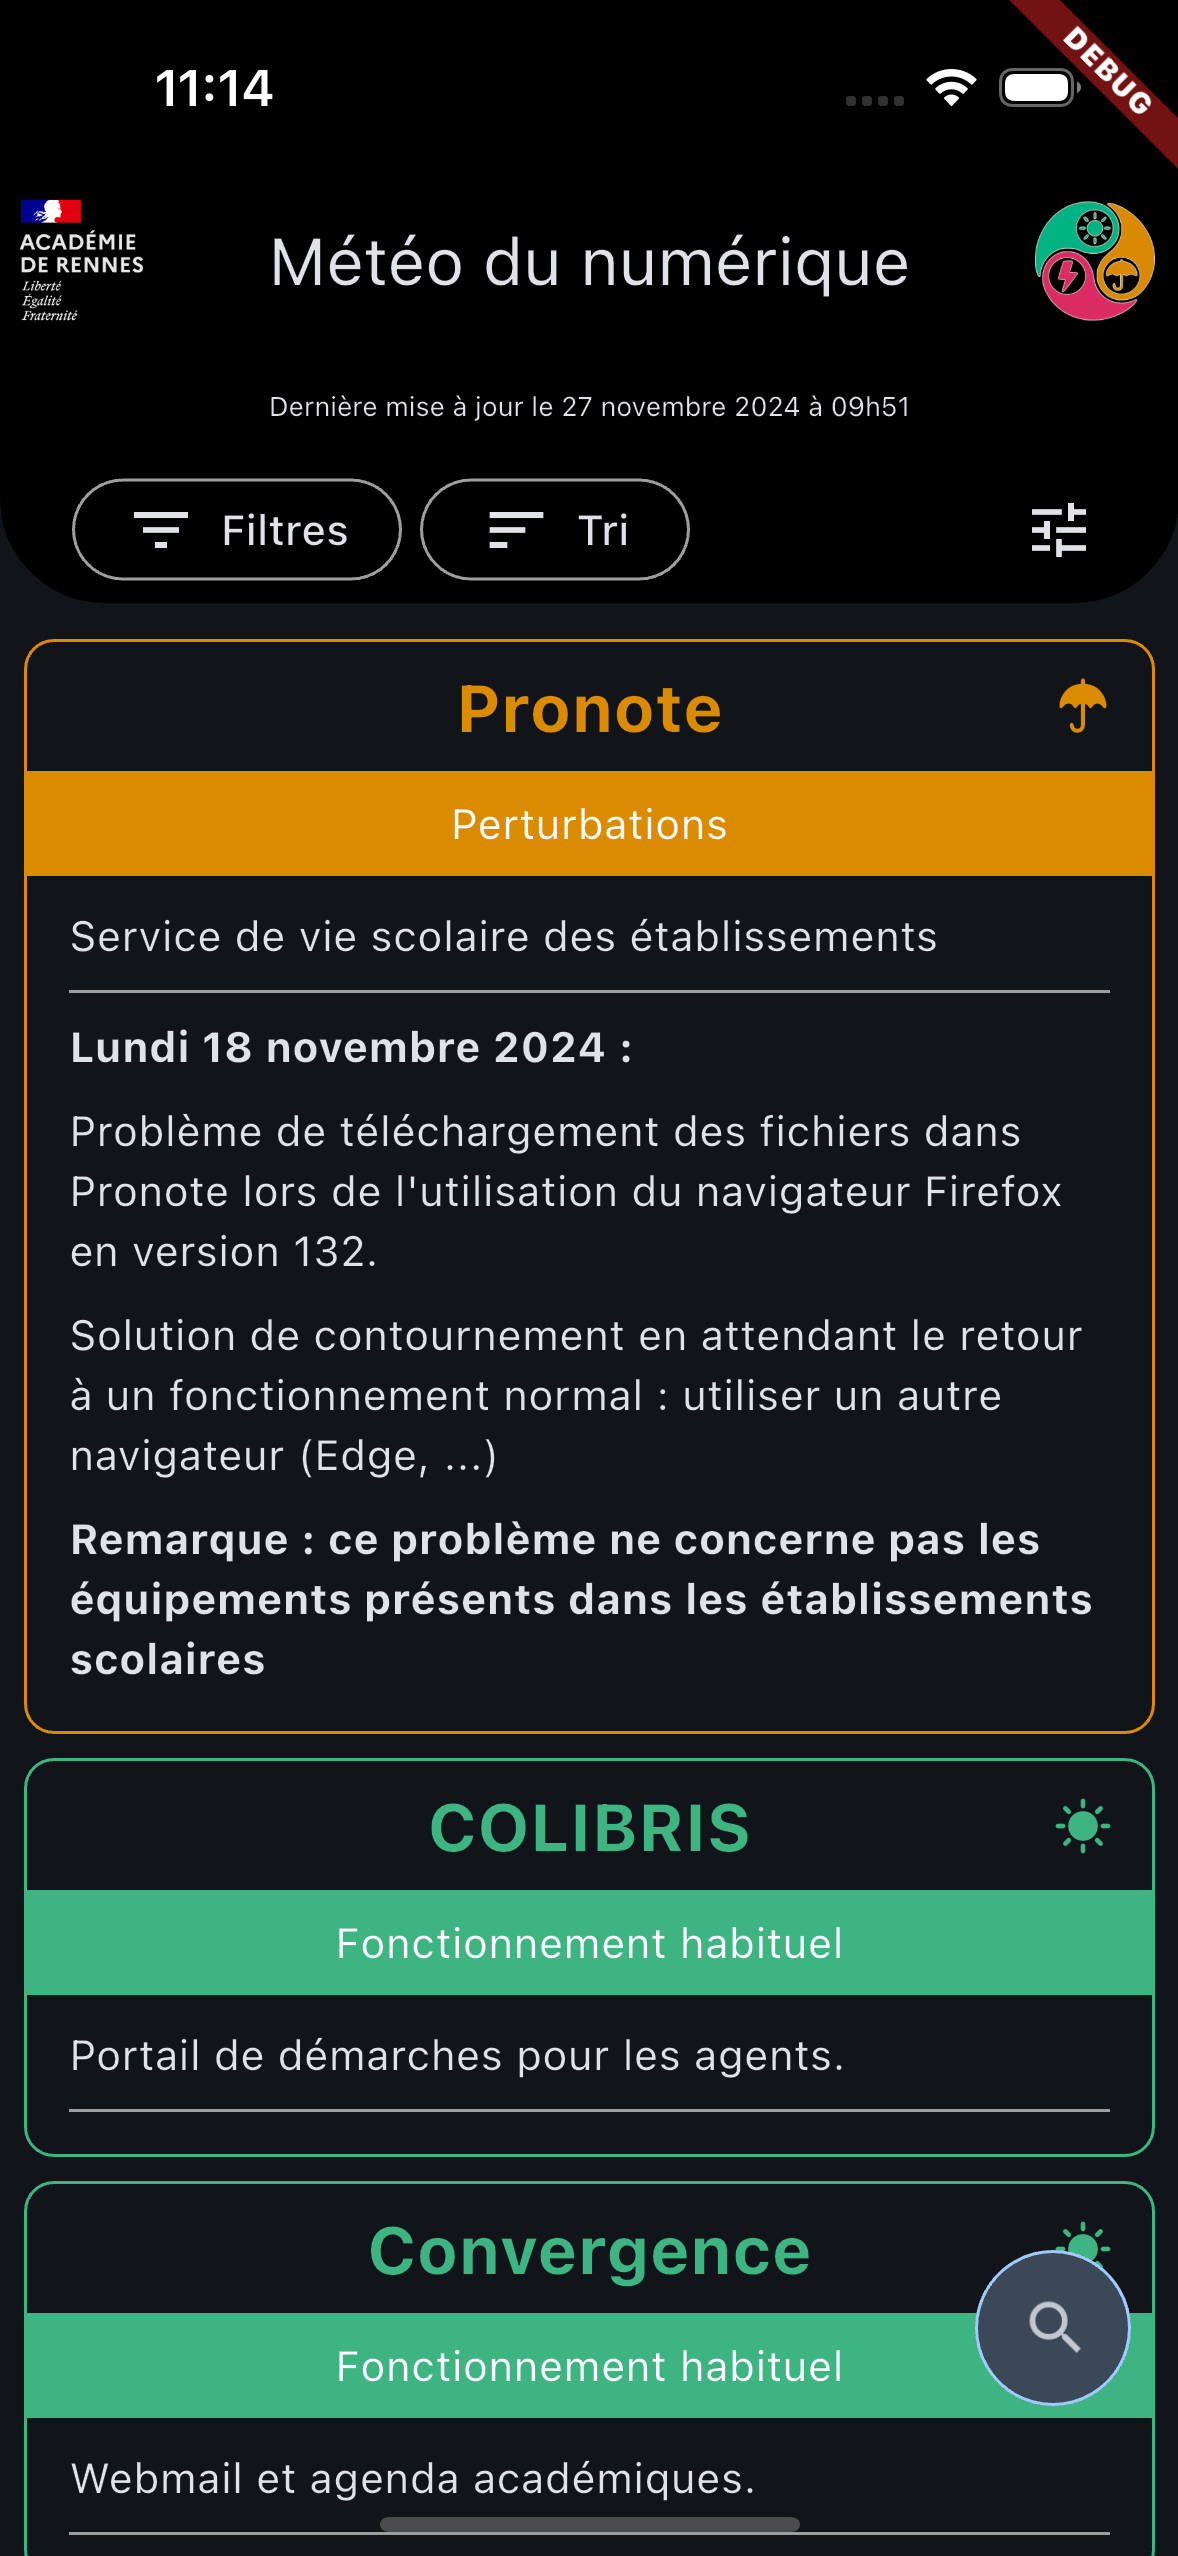 11:14
DEBUG
ACADÉMIE
DE RENNES
Liberté
Égalité
Fraternité
Météo du numérique
Dernière mise à jour le 27 novembre 2024 à 09h51
Filtres
Tri
Pronote
Perturbations
Service de vie scolaire des établissements
Lundi 18 novembre 2024 :
Problème de téléchargement des fichiers dans
Pronote lors de l'utilisation du navigateur Firefox
en version 132.
Solution de contournement en attendant le retour
à un fonctionnement normal : utiliser un autre
navigateur (Edge, ...)
Remarque : ce problème ne concerne pas les
équipements présents dans les établissements
scolaires
COLIBRIS
Fonctionnement habituel
Portail de démarches pour les agents.
Convergence
Fonctionnement habituel
Webmail et agenda académiques.